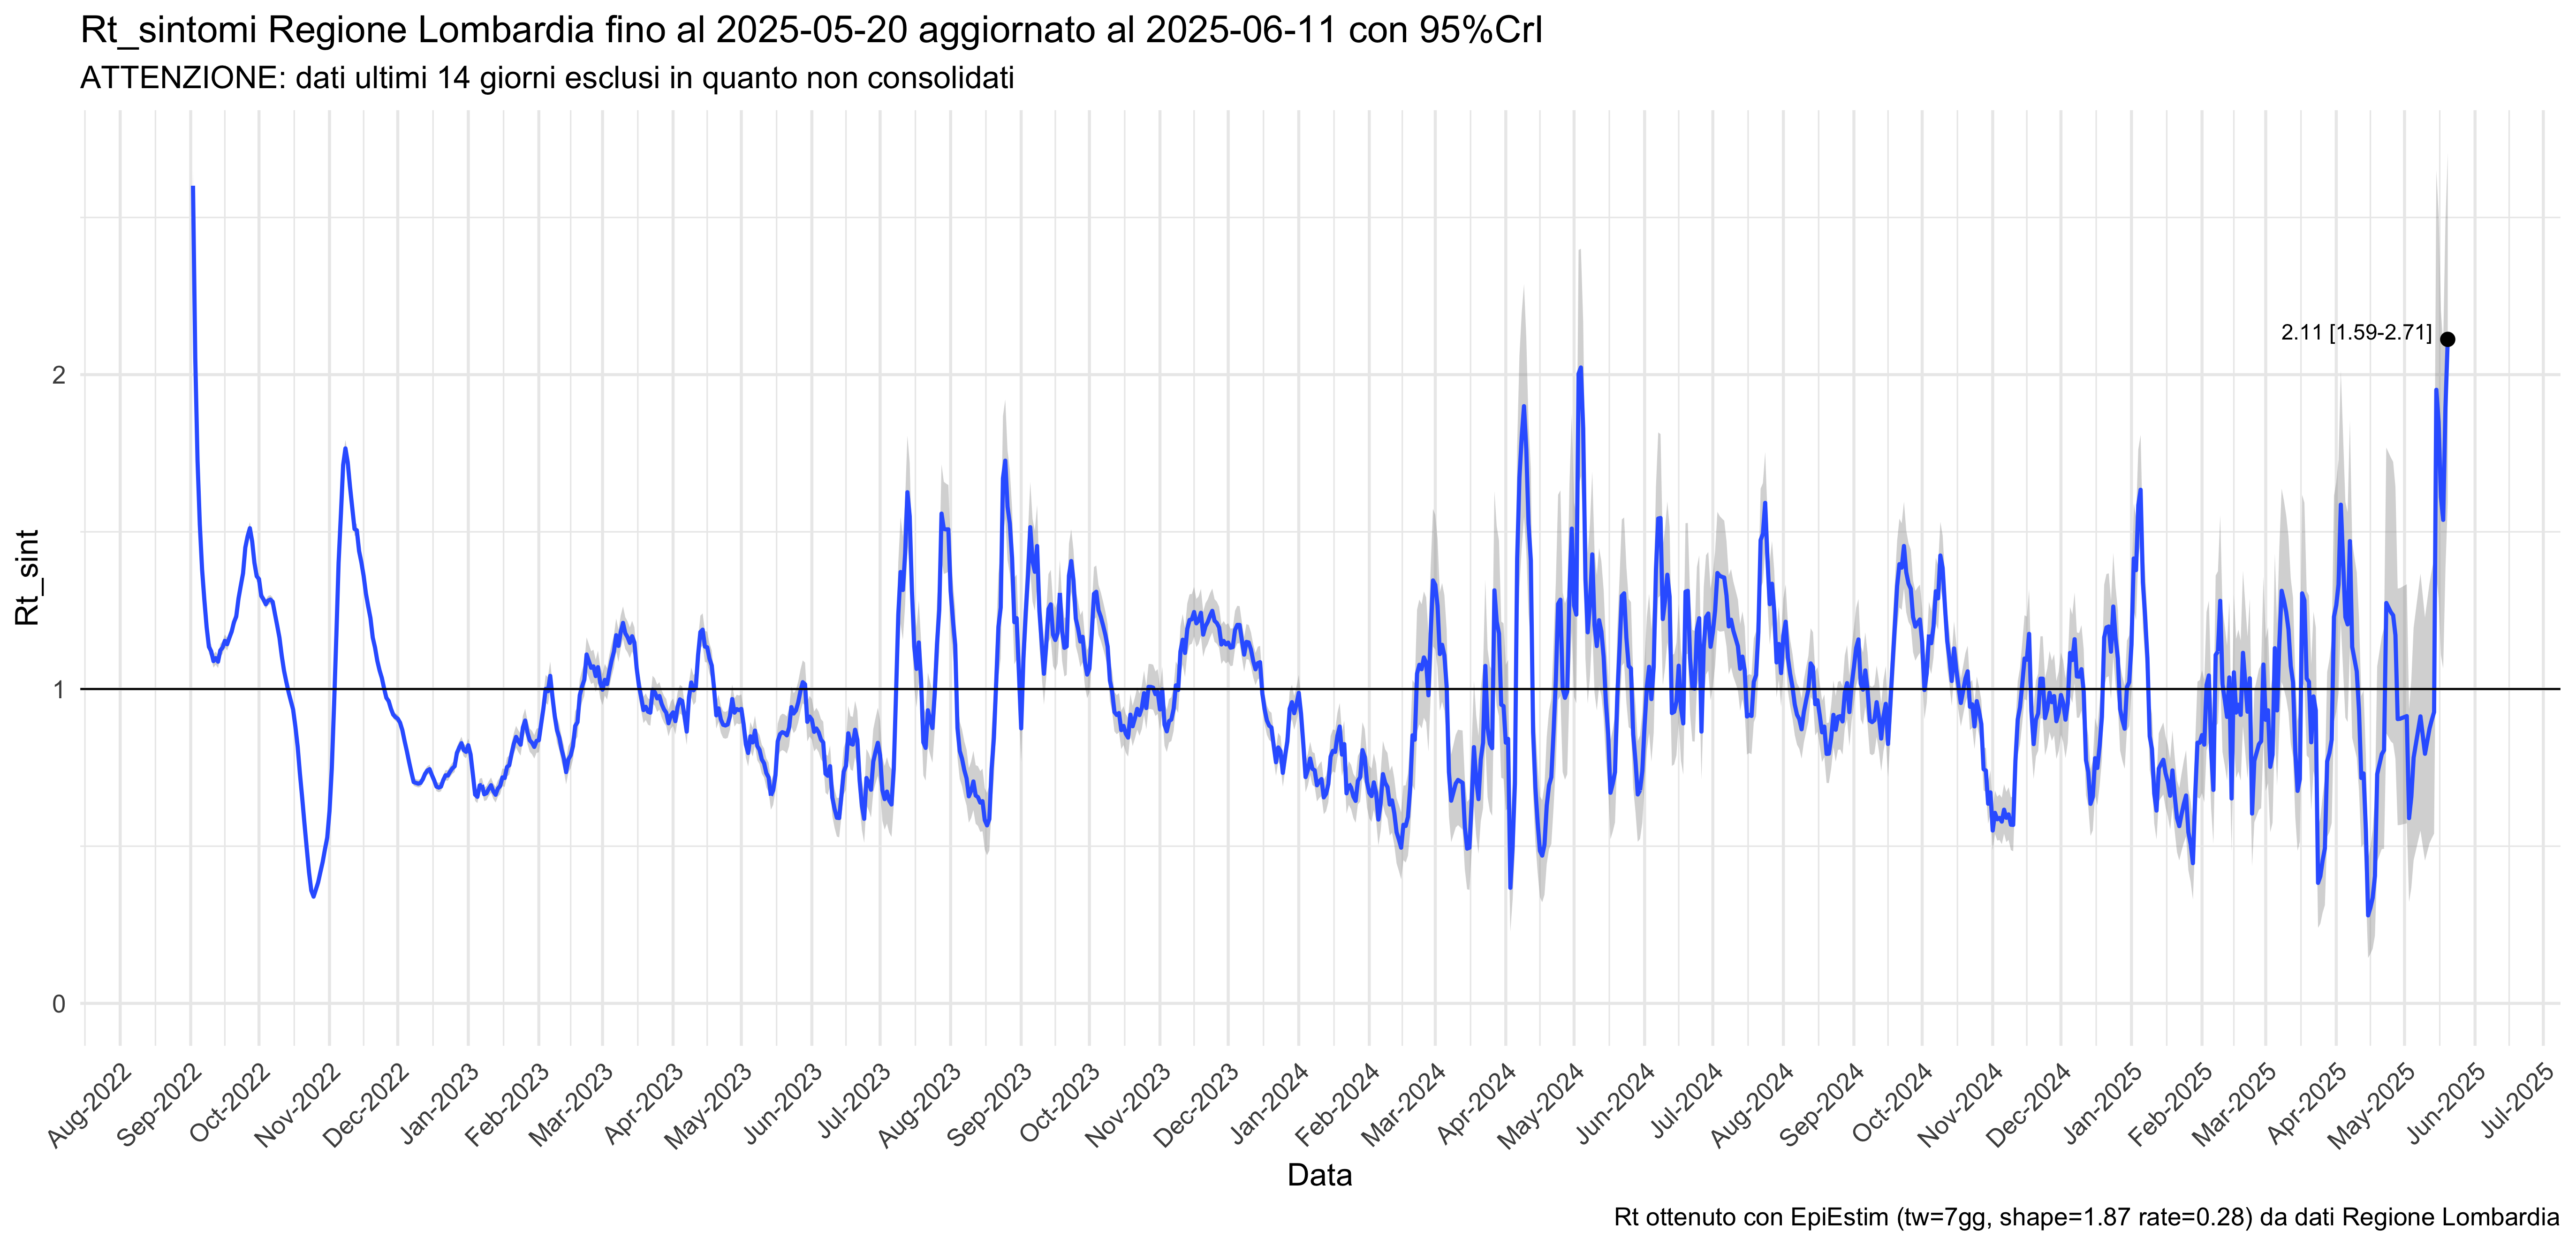 Rt_sintomi Regione Lombardia fino al 2025-05-20 aggiornato al 2025-06-11 con 95%CrI
ATTENZIONE: dati ultimi 14 giorni esclusi in quanto non consolidati
2.11 [1.59-2.71]
2
1
0
Rt_sint
Aug-2022
Sep-2022
Oct-2022
Nov-2022
Dec-2022
Jan-2023
Feb-2023
Mar-2023
Apr-2023
May-2023
Jun-2023
Jul-2023
Aug-2023
Sep-2023
Oct-2023
Nov-2023
Dec-2023
Jan-2024
Feb-2024
Mar-2024
Apr-2024
May-2024
Jun-2024
Jul-2024
Aug-2024
Sep-2024
Oct-2024
Nov-2024
Dec-2024
Jan-2025
Feb-2025
Mar-2025
Apr-2025
May-2025
Jun-2025
Jul-2025
Data
Rt ottenuto con EpiEstim (tw=7gg, shape=1.87 rate=0.28) da dati Regione Lombardia